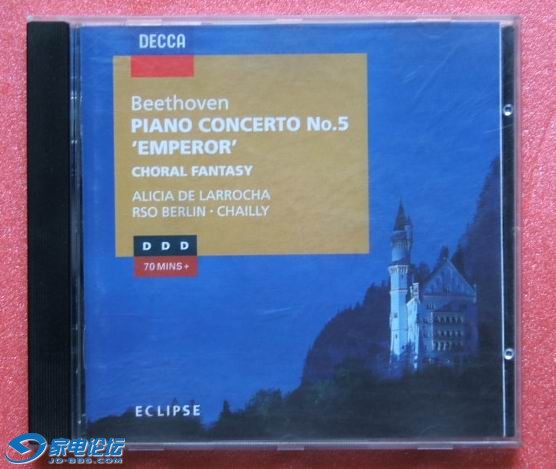 DECCA
Beethoven
PIANO CONCERTO No.5
'EMPEROR'
CHORAL FANTASY
ALICIA DE LARROCHA
RSO BERLIN · CHAILLY
D D D
70 MINS +
ECLIPSE
家电论坛
JD-BBS.COM